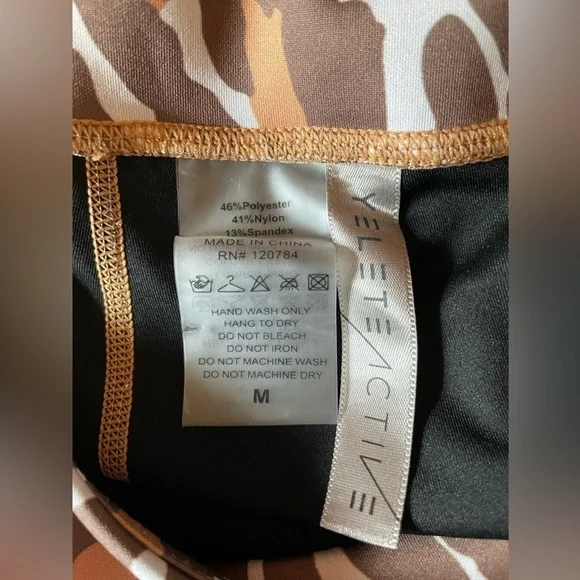 46%Polyester
41%Nylon
13%Spandex
MADE IN CHINA
RN# 120784
HAND WASH ONLY
HANG TO DRY
DO NOT BLEACH
DO NOT IRON
DO NOT MACHINE WASH
DO NOT MACHINE DRY
M
YELETE
ACTIVE